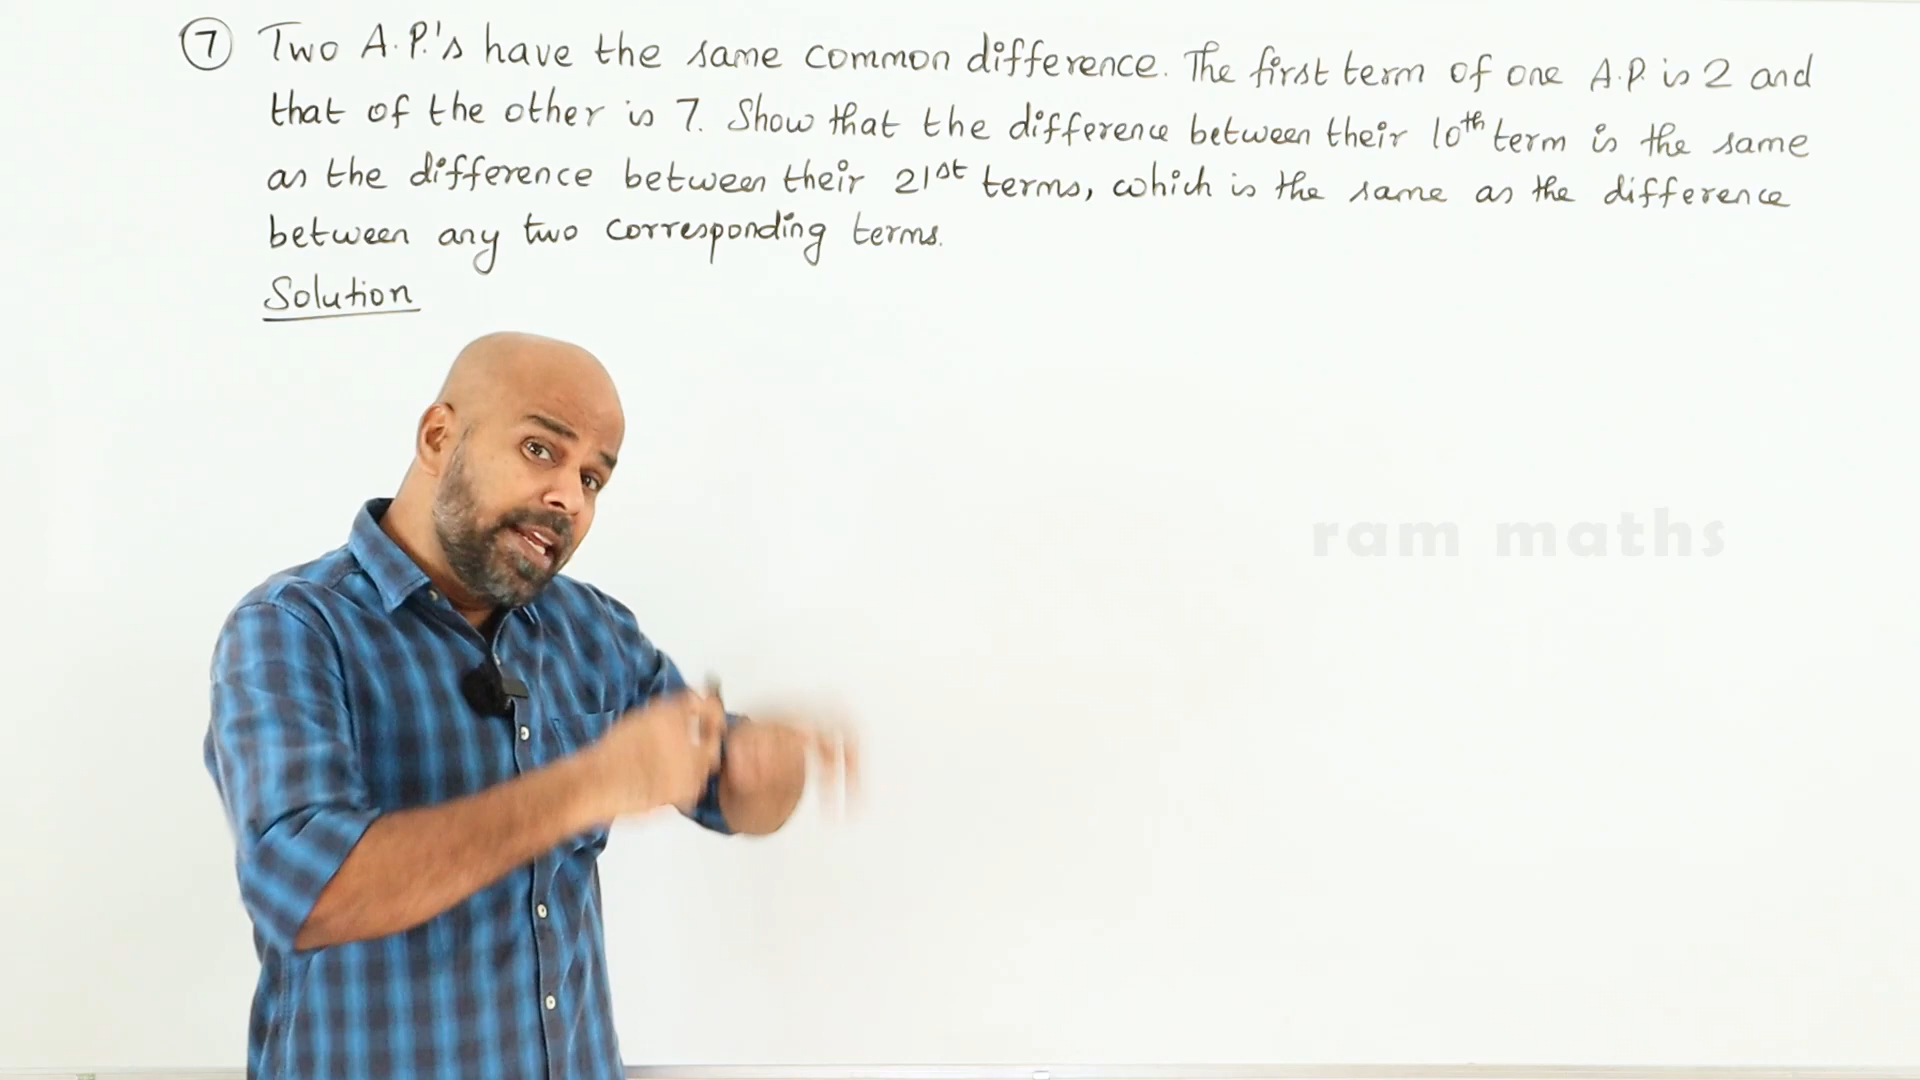 7 Two A.P.'s have the same common difference. The first term of one A.P. is 2 and
that of the other is 7. Show that the difference between their 10th term is the same
as the difference between their 21st terms, which is the same as the difference
between any two corresponding terms.
Solution
ram maths